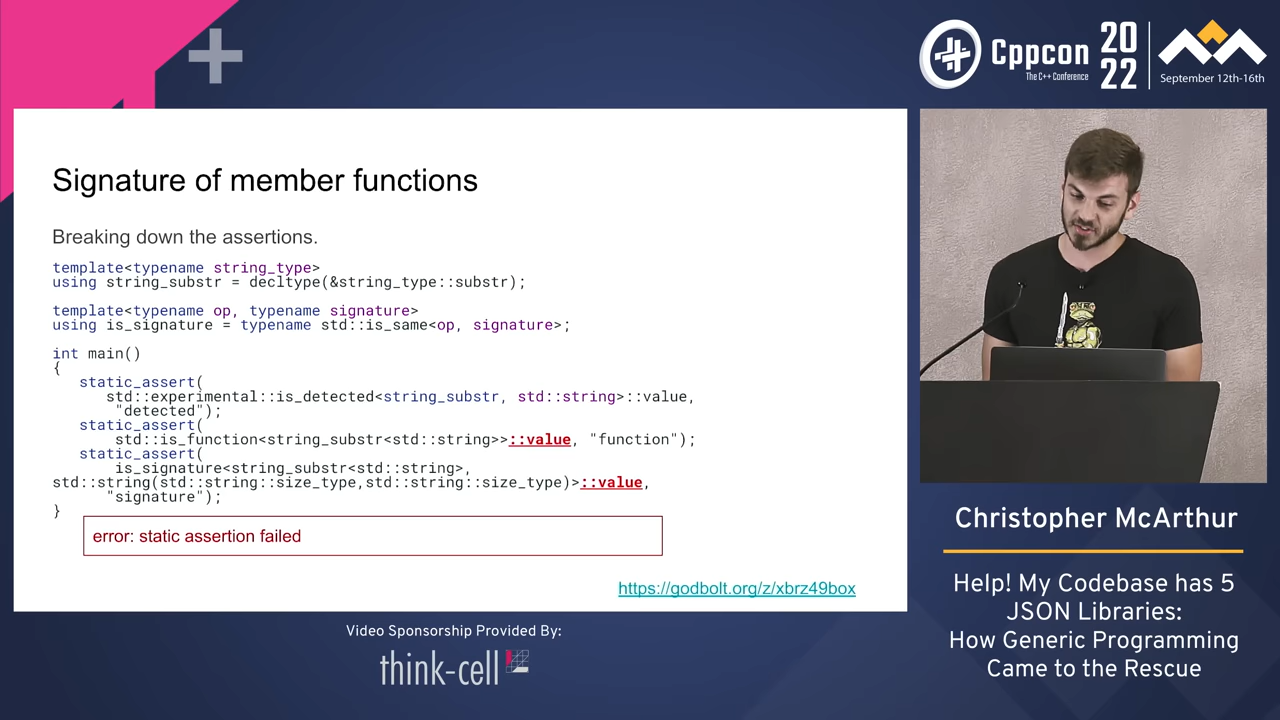 Cppcon
The C++ Conference
20
22
September 12th-16th
Signature of member functions
Breaking down the assertions.
template<typename string_type>
using string_substr = decltype(&string_type::substr);
template<typename op, typename signature>
using is_signature = typename std::is_same<op, signature>;
int main()
{
static_assert(
std::experimental::is_detected<string_substr, std::string>::value,
"detected");
static_assert(
std::is_function<string_substr<std::string>>::value, "function");
static_assert(
is_signature<string_substr<std::string>,
std::string(std::string::size_type,std::string::size_type)>::value,
"signature");
}
error: static assertion failed
https://godbolt.org/z/xbrz49box
Video Sponsorship Provided By:
think-cell
Christopher McArthur
Help! My Codebase has 5
JSON Libraries:
How Generic Programming
Came to the Rescue